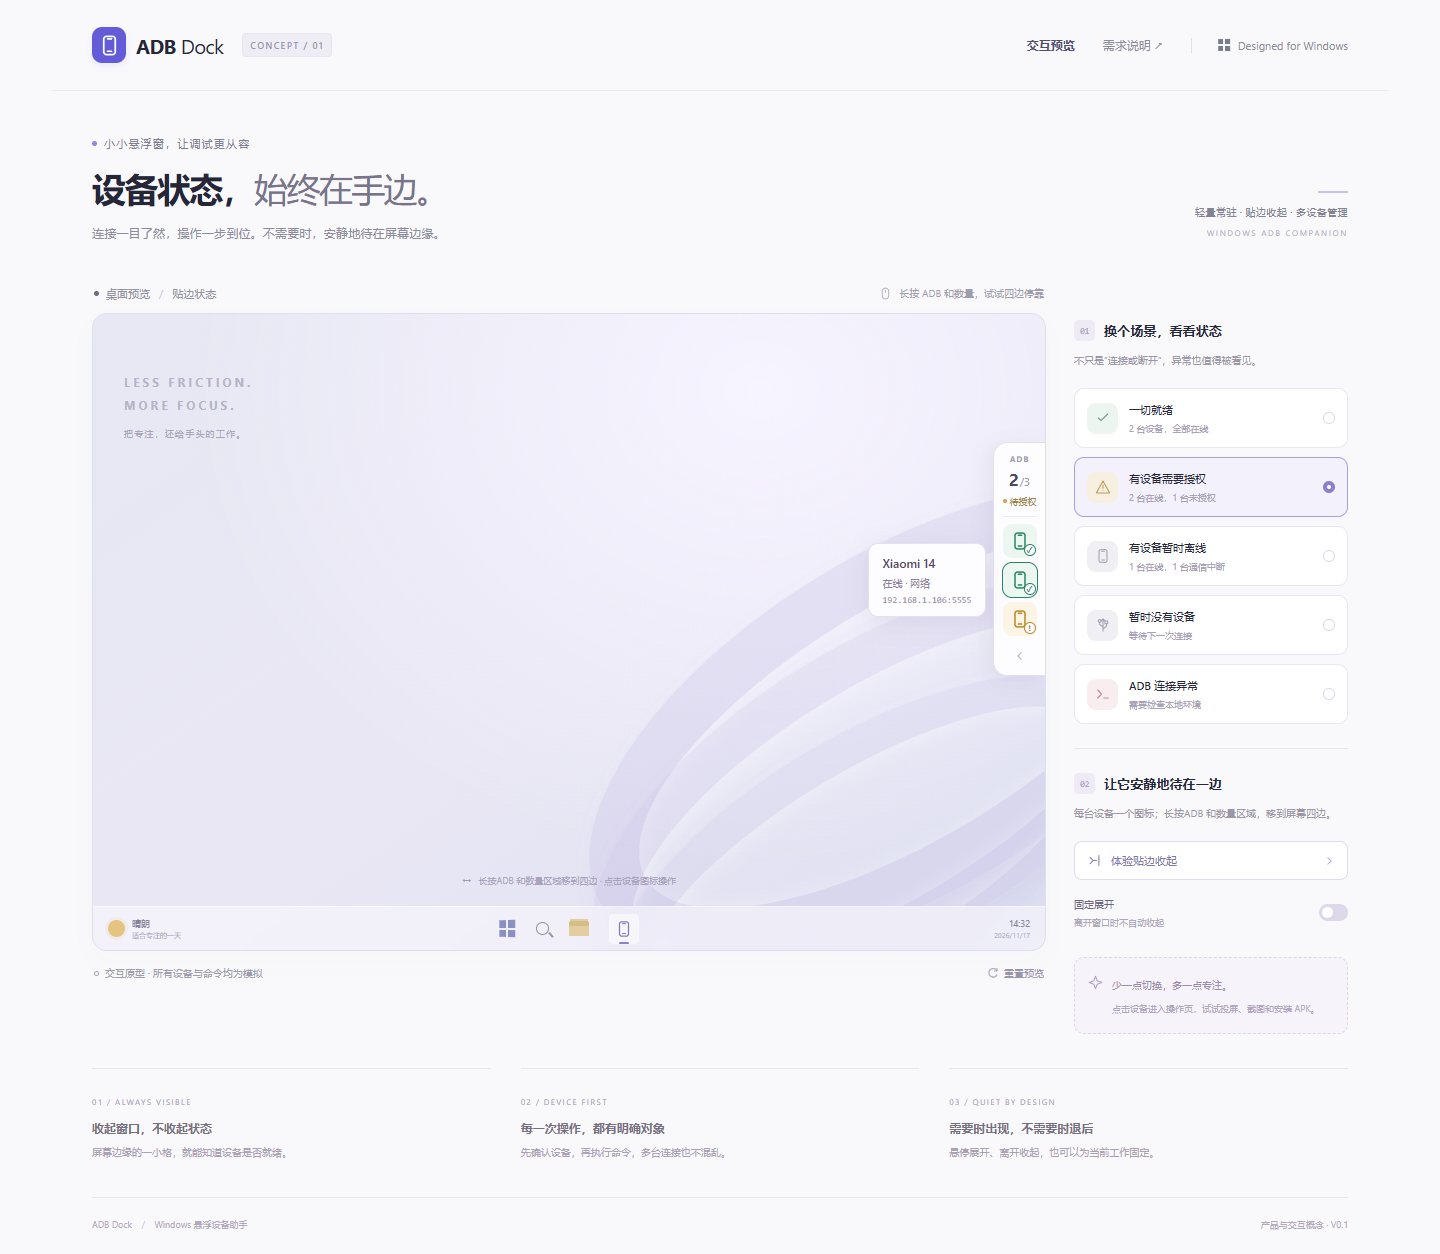 ADB Dock
CONCEPT / 01
交互预览
需求说明 ↗
Designed for Windows
小小悬浮窗，让调试更从容
设备状态，始终在手边。
连接一目了然，操作一步到位。不需要时，安静地待在屏幕边缘。
轻量常驻 · 贴边收起 · 多设备管理
WINDOWS ADB COMPANION
桌面预览 / 贴边状态
长按 ADB 和数量，试试四边停靠
LESS FRICTION.
MORE FOCUS.
把专注，还给手头的工作。
ADB
2/3
待授权
Xiaomi 14
在线 · 网络
192.168.1.106:5555
↔ 长按ADB 和数量区域移到四边 · 点击设备图标操作
晴朗
适合专注的一天
14:32
2026/11/17
交互原型 · 所有设备与命令均为模拟
重置预览
01 换个场景，看看状态
不只是“连接或断开”，异常也值得被看见。
一切就绪
2 台设备，全部在线
有设备需要授权
2 台在线，1 台未授权
有设备暂时离线
1 台在线，1 台通信中断
暂时没有设备
等待下一次连接
ADB 连接异常
需要检查本地环境
02 让它安静地待在一边
每台设备一个图标；长按ADB 和数量区域，移到屏幕四边。
体验贴边收起
固定展开
离开窗口时不自动收起
少一点切换，多一点专注。
点击设备进入操作页，试试投屏、截图和安装 APK。
01 / ALWAYS VISIBLE
收起窗口，不收起状态
屏幕边缘的一小格，就能知道设备是否就绪。
02 / DEVICE FIRST
每一次操作，都有明确对象
先确认设备，再执行命令，多台连接也不混乱。
03 / QUIET BY DESIGN
需要时出现，不需要时退后
悬停展开、离开收起，也可以为当前工作固定。
ADB Dock / Windows 悬浮设备助手
产品与交互概念 · V0.1